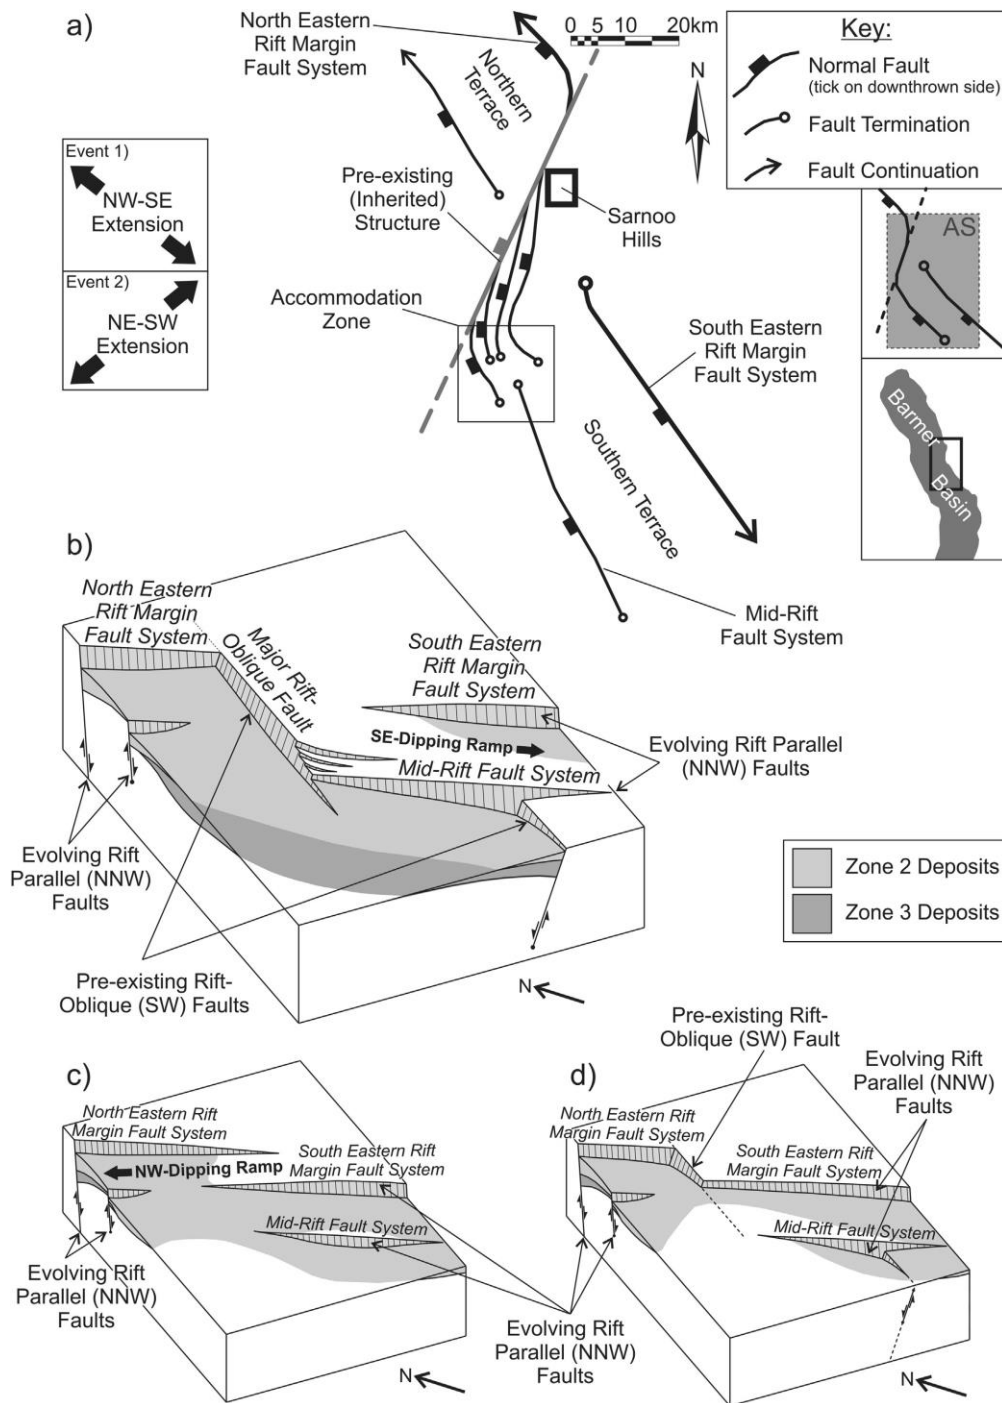 a)
North Eastern
Rift Margin
Fault System
0 5 10 20km
Northern
Terrace
N
Key:
Normal Fault
(tick on downthrown side)
Fault Termination
Fault Continuation
Event 1)
NW-SE
Extension
Event 2)
NE-SW
Extension
Pre-existing
(Inherited)
Structure
Sarnoo
Hills
Accommodation
Zone
South Eastern
Rift Margin
Fault System
Southern Terrace
Mid-Rift
Fault System
AS
Barmer
Basin
b)
North Eastern
Rift Margin
Fault System
Major Rift-
Oblique Fault
South Eastern
Rift Margin
Fault System
SE-Dipping Ramp
Mid-Rift Fault System
Evolving Rift Parallel
(NNW) Faults
Evolving Rift
Parallel (NNW)
Faults
Pre-existing Rift-
Oblique (SW) Faults
N
Zone 2 Deposits
Zone 3 Deposits
c)
North Eastern Rift
Margin Fault System
NW-Dipping Ramp
South Eastern Rift
Margin Fault System
Mid-Rift Fault System
Evolving Rift
Parallel (NNW)
Faults
Evolving Rift
Parallel (NNW)
Faults
N
d)
Pre-existing Rift-
Oblique (SW) Fault
Evolving Rift
Parallel (NNW)
Faults
North Eastern Rift
Margin Fault System
South Eastern Rift
Margin Fault System
Mid-Rift Fault System
N